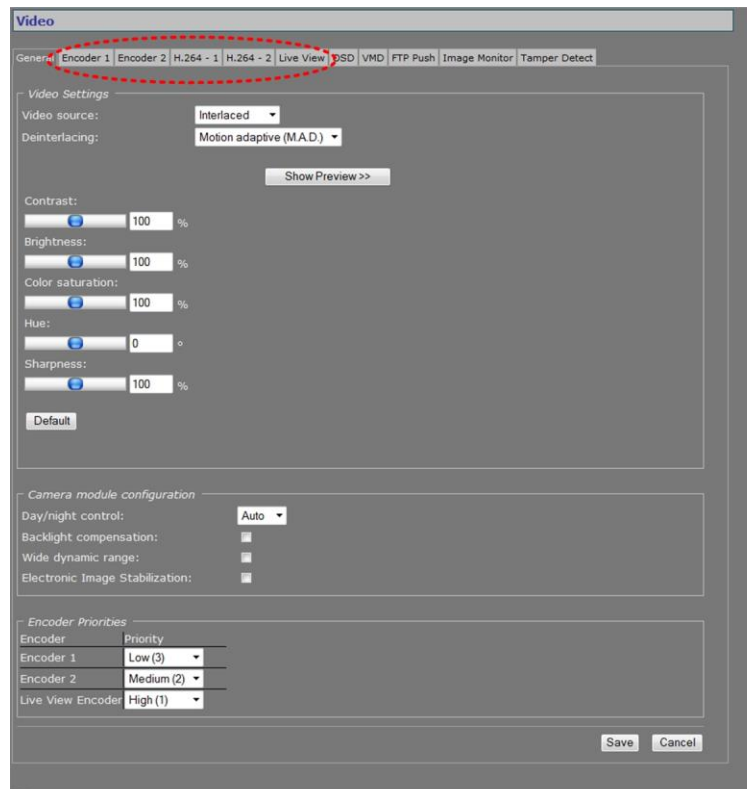 Video
General Encoder 1 Encoder 2 H.264 - 1 H.264 - 2 Live View OSD VMD FTP Push Image Monitor Tamper Detect
Video Settings
Video source: Interlaced
Deinterlacing: Motion adaptive (M.A.D.)
Show Preview >>
Contrast:
100 %
Brightness:
100 %
Color saturation:
100 %
Hue:
0 °
Sharpness:
100 %
Default
Camera module configuration
Day/night control: Auto
Backlight compensation:
Wide dynamic range:
Electronic Image Stabilization:
Encoder Priorities
Encoder Priority
Encoder 1 Low (3)
Encoder 2 Medium (2)
Live View Encoder High (1)
Save Cancel